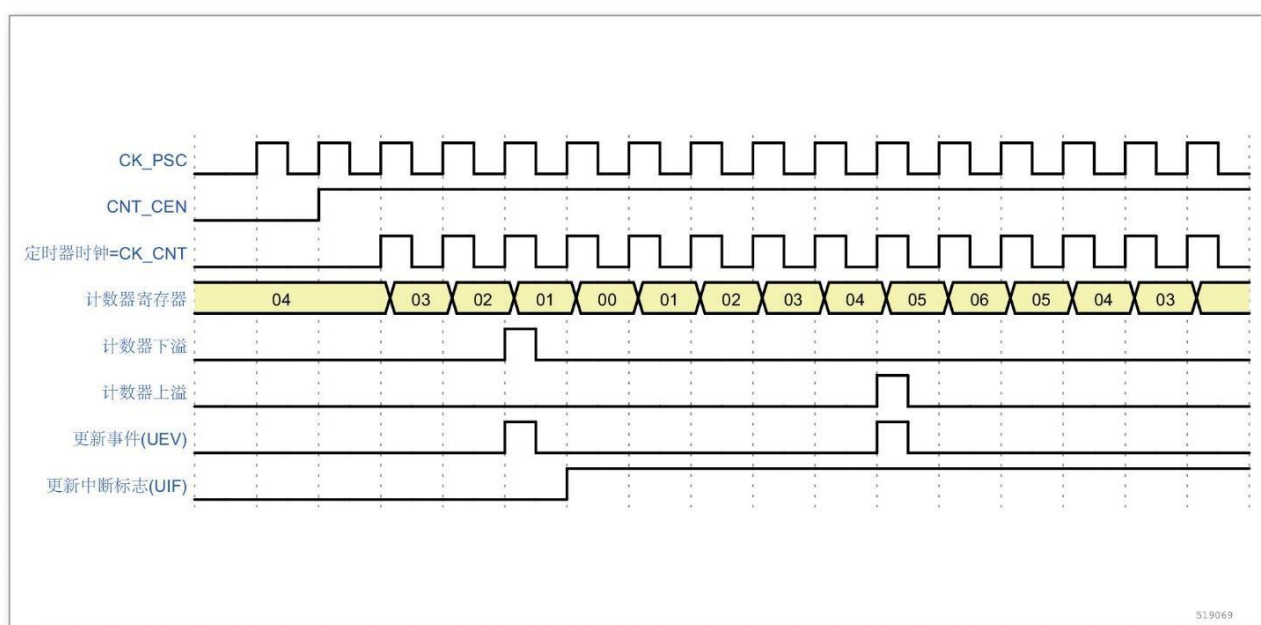 CK_PSC
CNT_CEN
定时器时钟=CK_CNT
计数器寄存器 04 03 02 01 00 01 02 03 04 05 06 05 04 03
计数器下溢
计数器上溢
更新事件(UEV)
更新中断标志(UIF)
519069